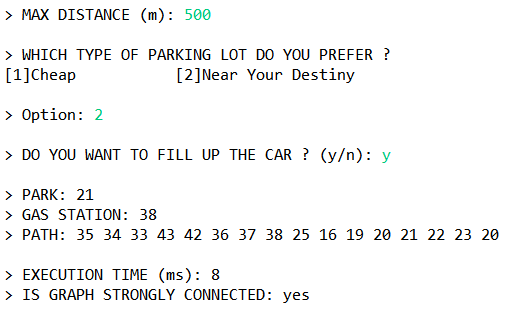 > MAX DISTANCE (m): 500
> WHICH TYPE OF PARKING LOT DO YOU PREFER ?
[1]Cheap [2]Near Your Destiny
> Option: 2
> DO YOU WANT TO FILL UP THE CAR ? (y/n): y
> PARK: 21
> GAS STATION: 38
> PATH: 35 34 33 43 42 36 37 38 25 16 19 20 21 22 23 20
> EXECUTION TIME (ms): 8
> IS GRAPH STRONGLY CONNECTED: yes